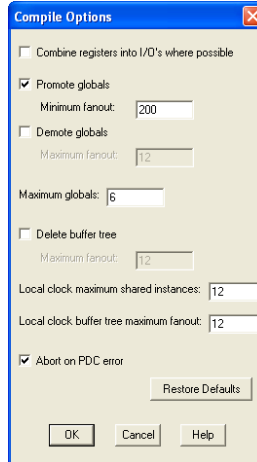 Compile Options
Combine registers into I/O's where possible
Promote globals
Minimum fanout: 200
Demote globals
Maximum fanout: 12
Maximum globals: 6
Delete buffer tree
Maximum fanout: 12
Local clock maximum shared instances: 12
Local clock buffer tree maximum fanout: 12
Abort on PDC error
Restore Defaults
OK Cancel Help